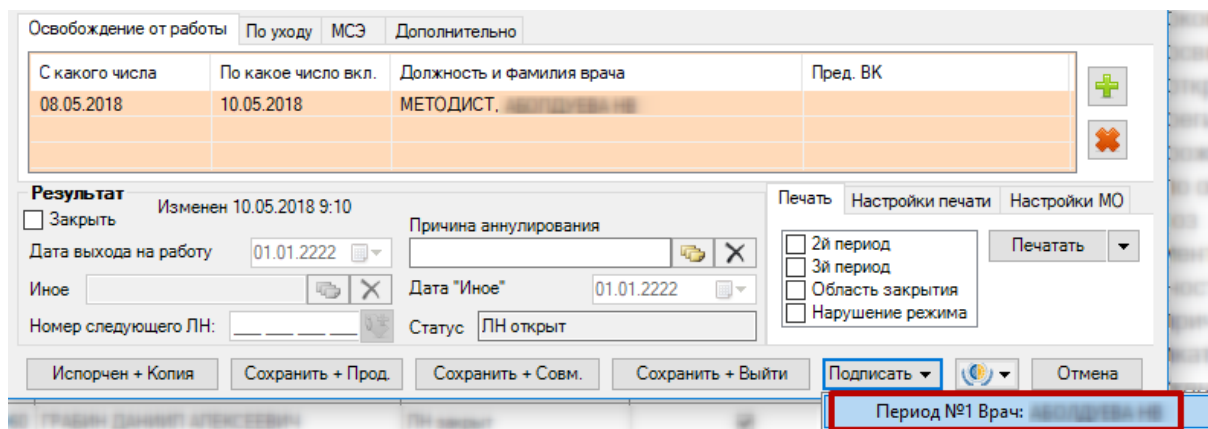 Освобождение от работы По уходу МСЭ Дополнительно
С какого числа По какое число вкл. Должность и фамилия врача Пред. ВК
08.05.2018 10.05.2018 МЕТОДИСТ,
Результат
Закрыть Изменен 10.05.2018 9:10
Дата выхода на работу 01.01.2222
Иное
Номер следующего ЛН: ___ ___ ___ ___
Причина аннулирования
Дата "Иное" 01.01.2222
Статус ЛН открыт
Печать Настройки печати Настройки МО
2й период
3й период
Область закрытия
Нарушение режима
Печатать
Испорчен + Копия Сохранить + Прод. Сохранить + Совм. Сохранить + Выйти Подписать Отмена
Период №1 Врач: